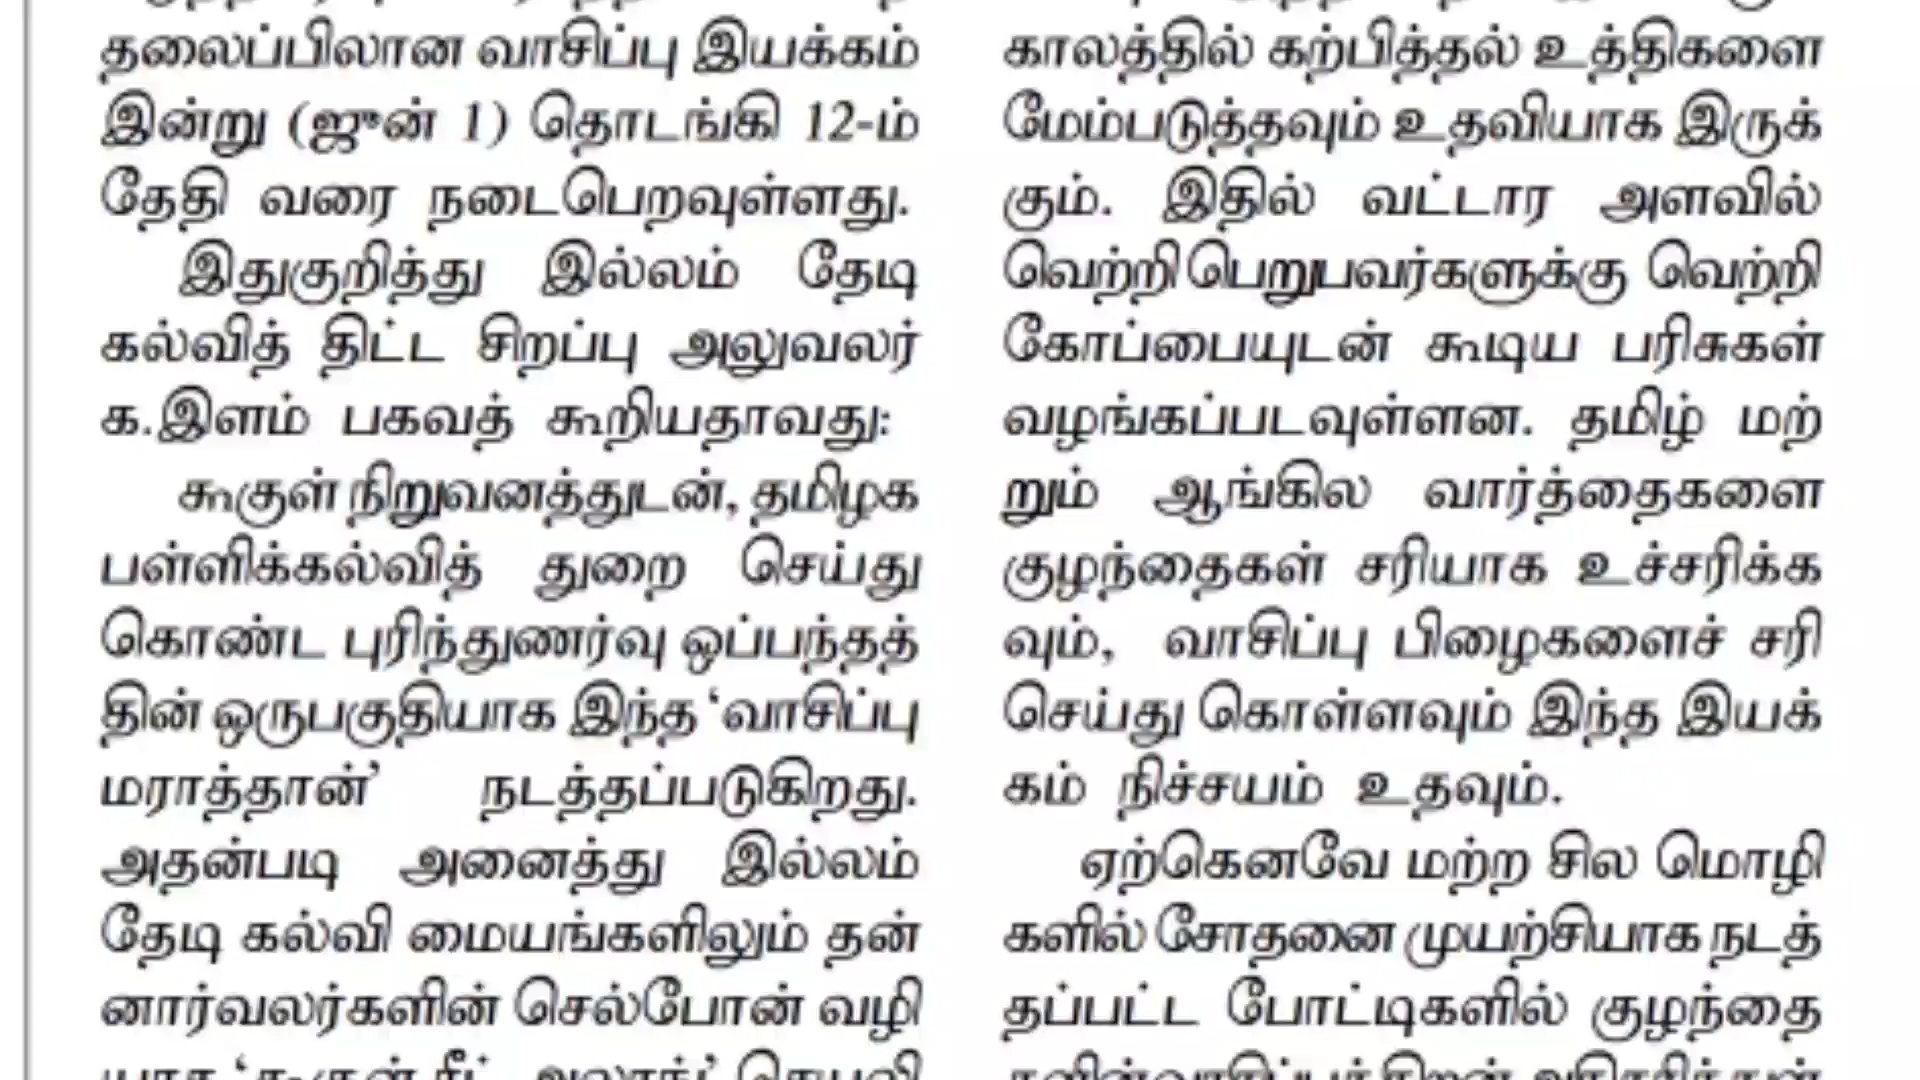 தலைப்பிலான வாசிப்பு இயக்கம்
இன்று (ஜுன் 1) தொடங்கி 12-ம்
தேதி வரை நடைபெறவுள்ளது.
இதுகுறித்து இல்லம் தேடி
கல்வித் திட்ட சிறப்பு அலுவலர்
க.இளம் பகவத் கூறியதாவது:
கூகுள் நிறுவனத்துடன், தமிழக
பள்ளிக்கல்வித் துறை செய்து
கொண்ட புரிந்துணர்வு ஒப்பந்தத்
தின் ஒருபகுதியாக இந்த ‘வாசிப்பு
மராத்தான்’ நடத்தப்படுகிறது.
அதன்படி அனைத்து இல்லம்
தேடி கல்வி மையங்களிலும் தன்
னார்வலர்களின் செல்போன் வழி
காலத்தில் கற்பித்தல் உத்திகளை
மேம்படுத்தவும் உதவியாக இருக்
கும். இதில் வட்டார அளவில்
வெற்றி பெறுபவர்களுக்கு வெற்றி
கோப்பையுடன் கூடிய பரிசுகள்
வழங்கப்படவுள்ளன. தமிழ் மற்
றும் ஆங்கில வார்த்தைகளை
குழந்தைகள் சரியாக உச்சரிக்க
வும், வாசிப்பு பிழைகளைச் சரி
செய்து கொள்ளவும் இந்த இயக்
கம் நிச்சயம் உதவும்.
ஏற்கெனவே மற்ற சில மொழி
களில் சோதனை முயற்சியாக நடத்
தப்பட்ட போட்டிகளில் குழந்தை